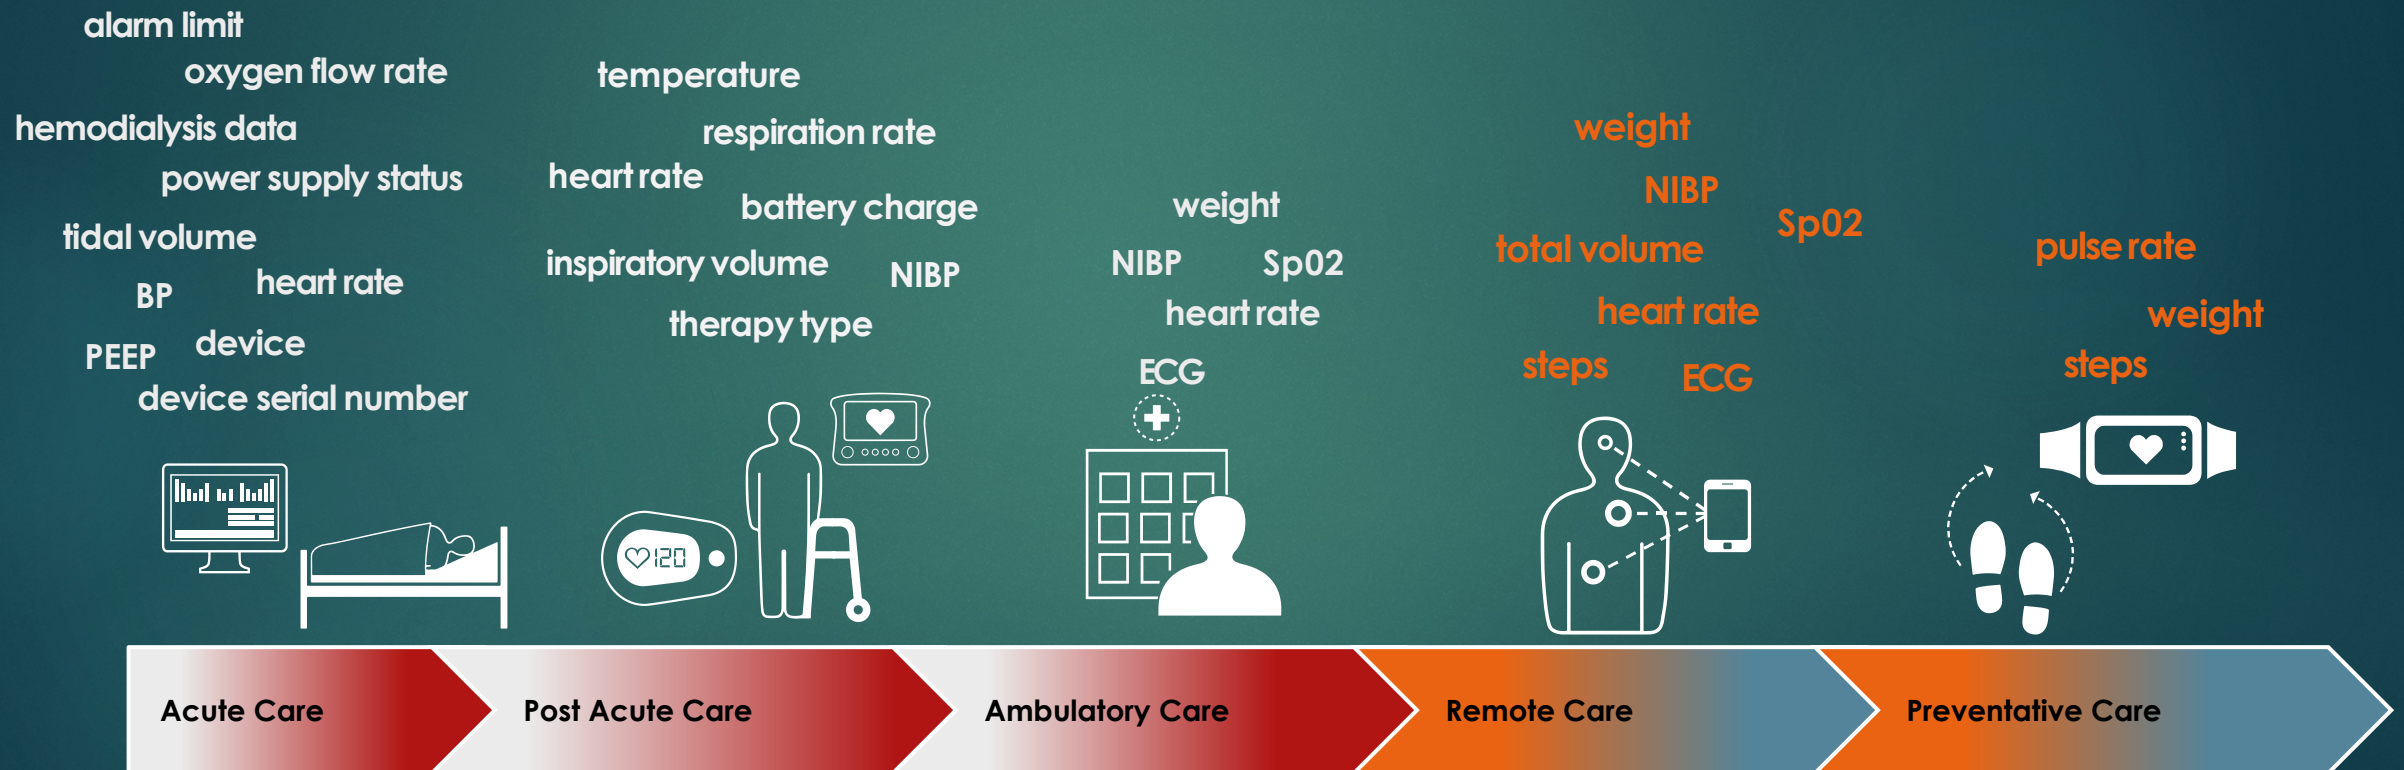 alarm limit
oxygen flow rate
hemodialysis data
power supply status
tidal volume
heart rate
BP
device
PEEP
device serial number
temperature
respiration rate
heart rate
battery charge
inspiratory volume
NIBP
therapy type
120
weight
NIBP
Sp02
heart rate
ECG
weight
NIBP
Sp02
total volume
heart rate
steps
ECG
pulse rate
weight
steps
Acute Care
Post Acute Care
Ambulatory Care
Remote Care
Preventative Care